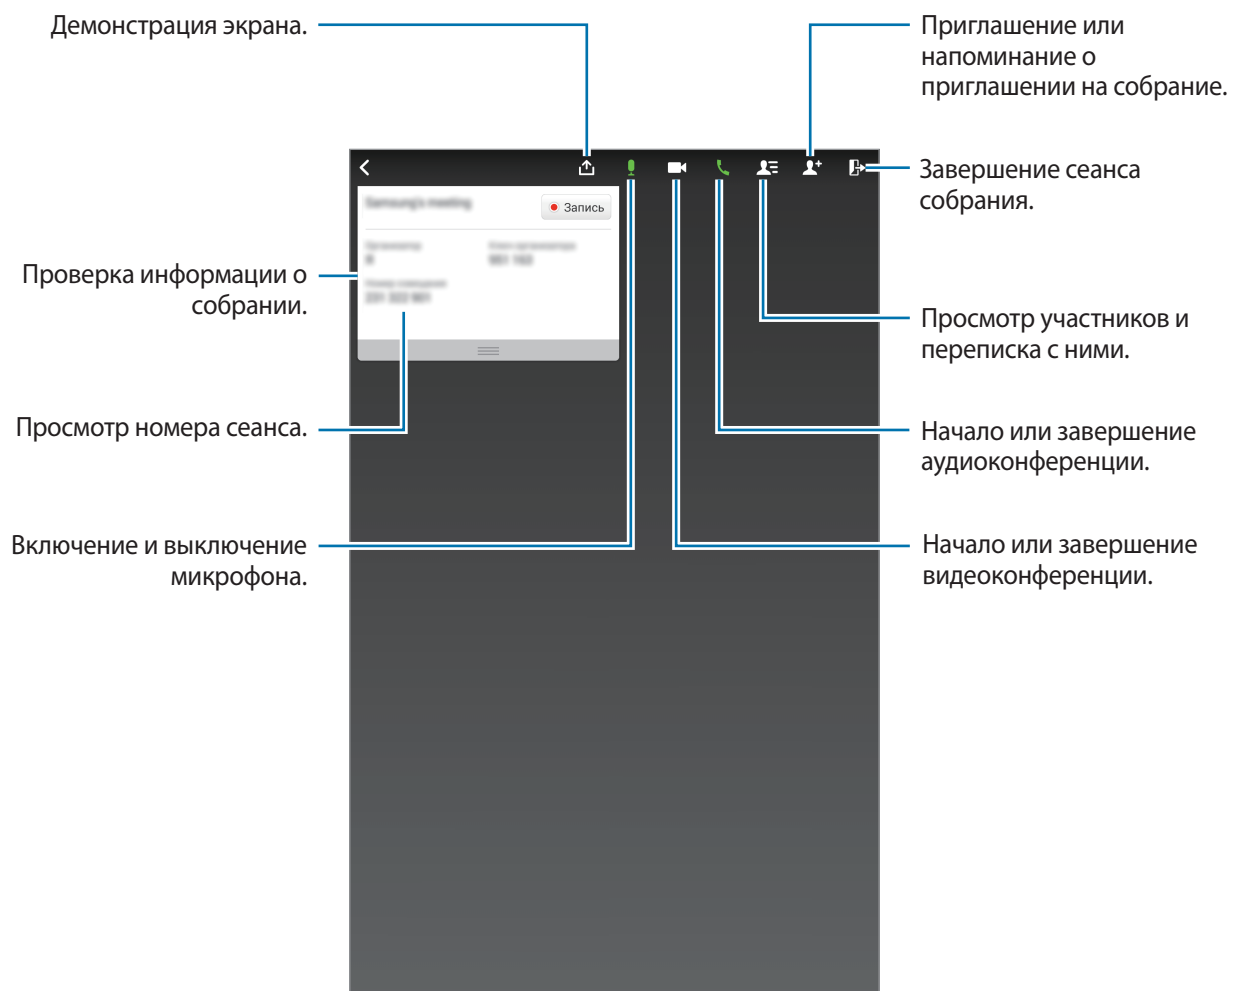 Демонстрация экрана.
Приглашение или
напоминание о
приглашении на собрание.
Завершение сеанса
собрания.
Запись
Проверка информации о
собрании.
Просмотр участников и
переписка с ними.
Просмотр номера сеанса.
Начало или завершение
аудиоконференции.
Включение и выключение
микрофона.
Начало или завершение
видеоконференции.